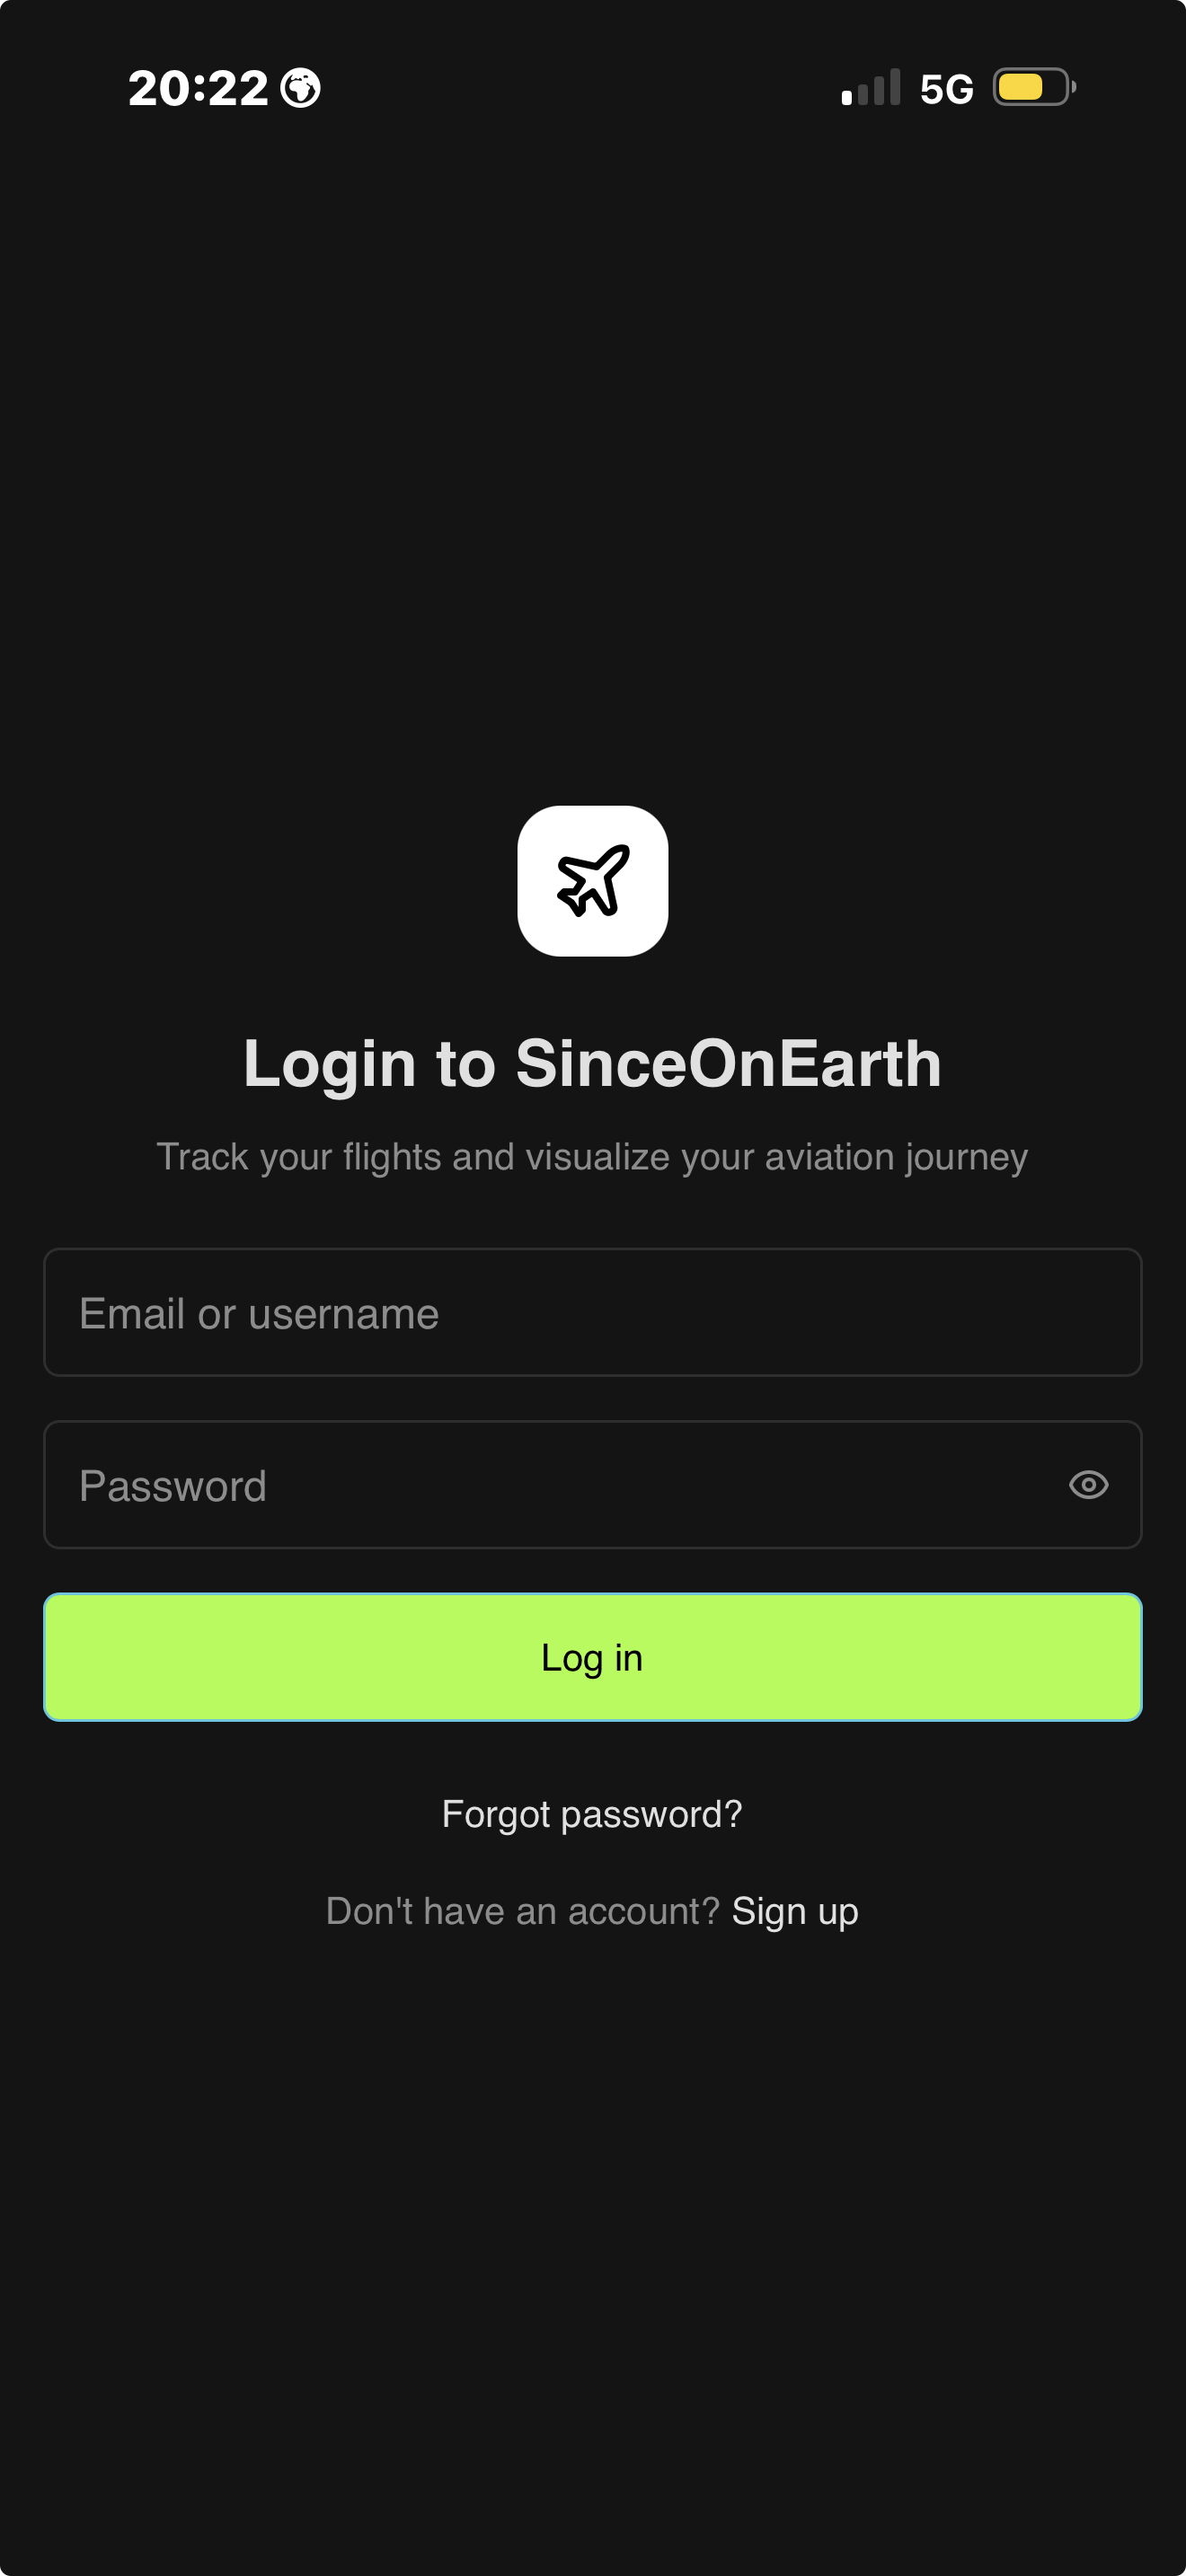 20:22 5G
Login to SinceOnEarth
Track your flights and visualize your aviation journey
Email or username
Password
Log in
Forgot password?
Don't have an account? Sign up